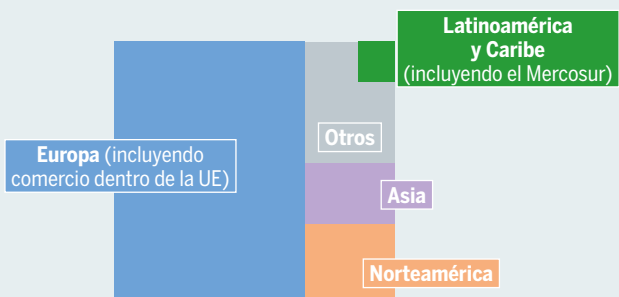 Latinoamérica
y Caribe
(incluyendo el Mercosur)
Otros
Europa (incluyendo
comercio dentro de la UE)
Asia
Norteamérica